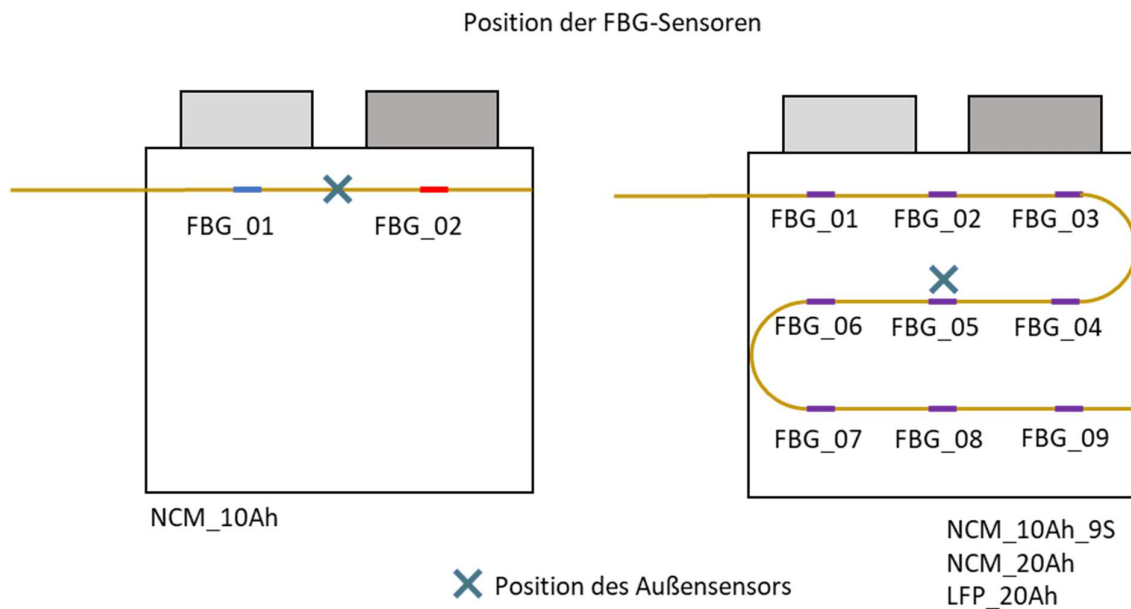 Position der FBG-Sensoren
FBG_01
FBG_02
NCM_10Ah
FBG_01
FBG_02
FBG_03
FBG_06
FBG_05
FBG_04
FBG_07
FBG_08
FBG_09
NCM_10Ah_9S
NCM_20Ah
LFP_20Ah
Position des Außensensors